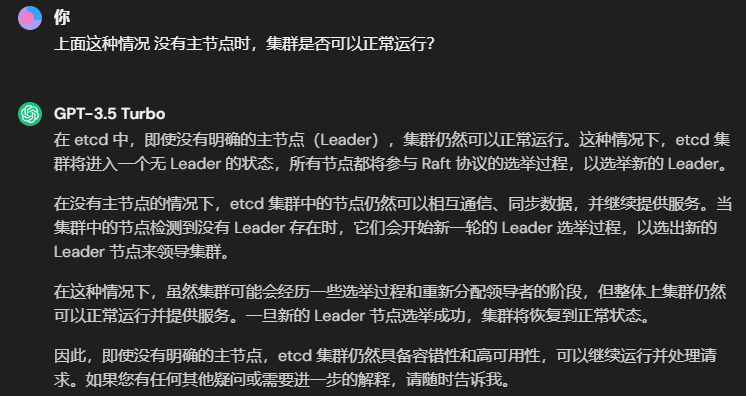 你
上面这种情况 没有主节点时，集群是否可以正常运行？
GPT-3.5 Turbo
在 etcd 中，即使没有明确的主节点（Leader），集群仍然可以正常运行。这种情况下，etcd 集
群将进入一个无 Leader 的状态，所有节点都将参与 Raft 协议的选举过程，以选举新的 Leader。
在没有主节点的情况下，etcd 集群中的节点仍然可以相互通信、同步数据，并继续提供服务。当
集群中的节点检测到没有 Leader 存在时，它们会开始新一轮的 Leader 选举过程，以选出新的
Leader 节点来领导集群。
在这种情况下，虽然集群可能会经历一些选举过程和重新分配领导者的阶段，但整体上集群仍然
可以正常运行并提供服务。一旦新的 Leader 节点选举成功，集群将恢复到正常状态。
因此，即使没有明确的主节点，etcd 集群仍然具备容错性和高可用性，可以继续运行并处理请
求。如果您有任何其他疑问或需要进一步的解释，请随时告诉我。